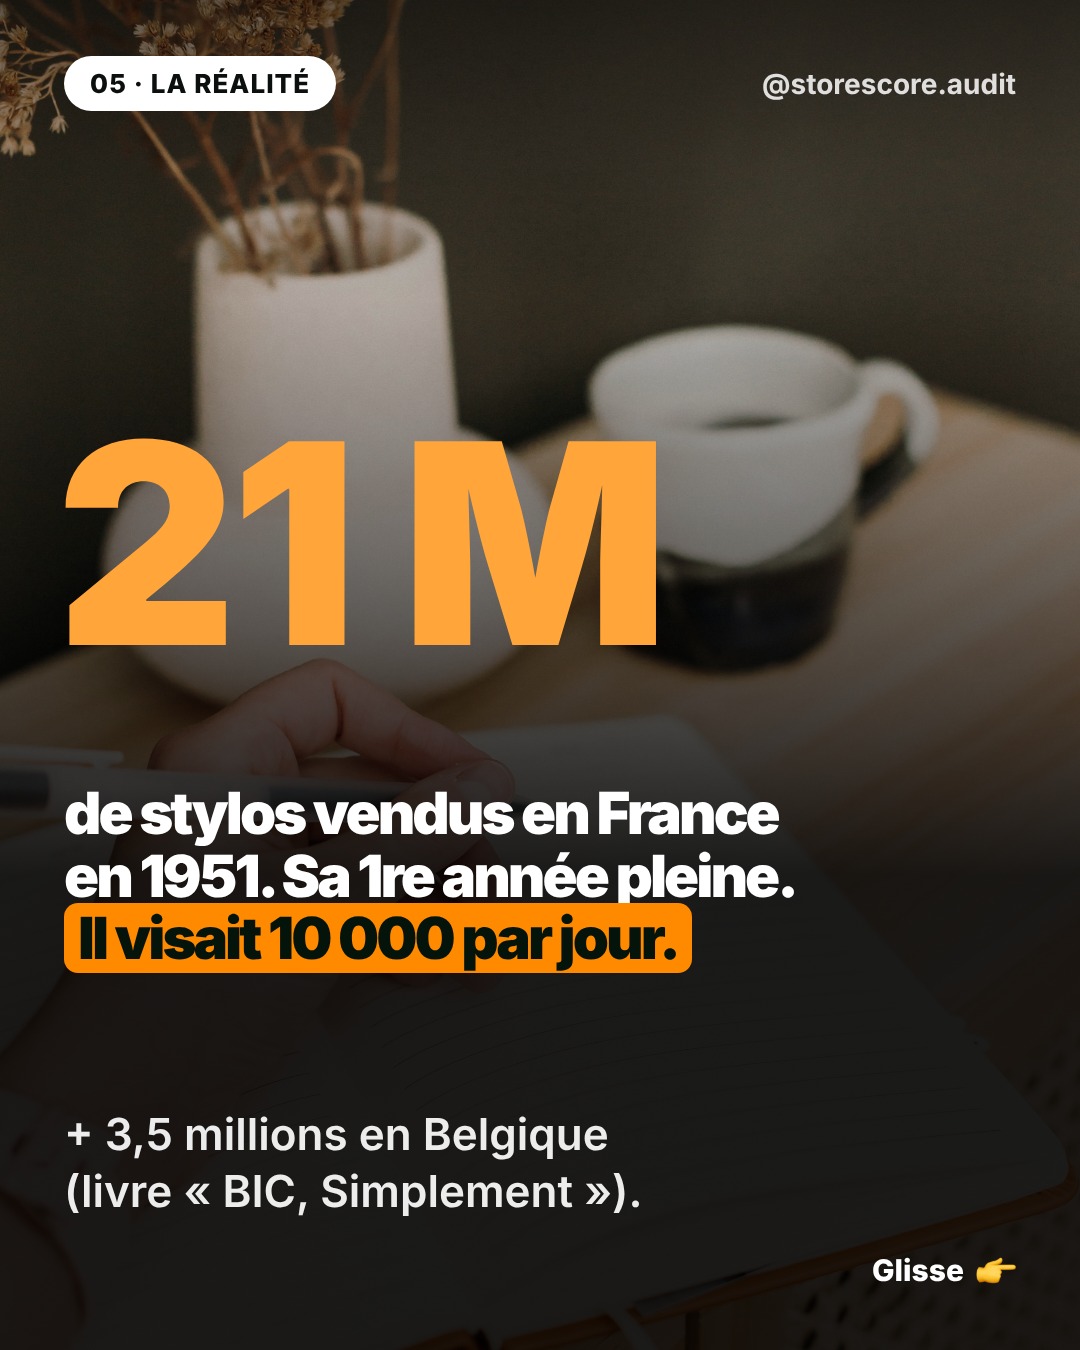 05 · LA RÉALITÉ
@storescore.audit
21 M
de stylos vendus en France
en 1951. Sa 1re année pleine.
Il visait 10 000 par jour.
+ 3,5 millions en Belgique
(livre « BIC, Simplement »).
Glisse 👉